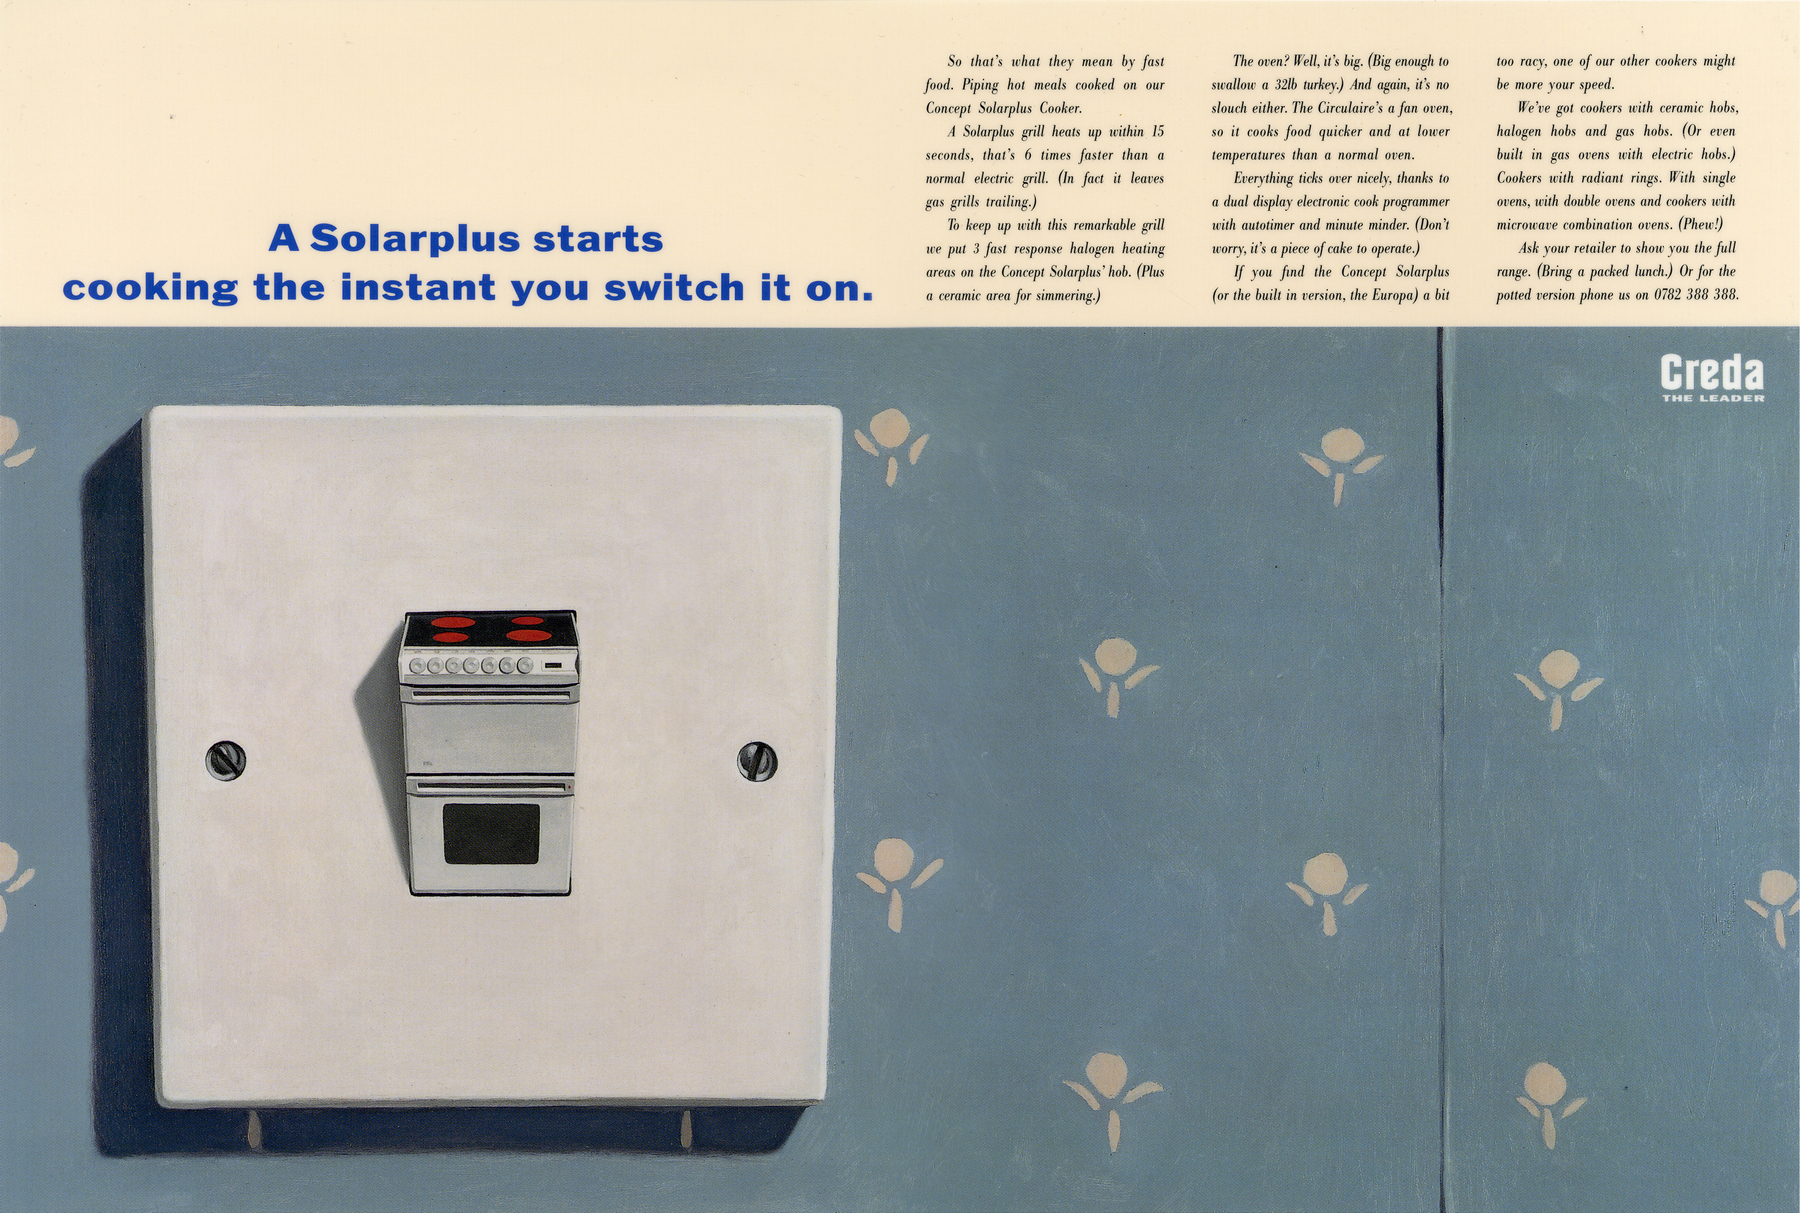 A Solarplus starts
cooking the instant you switch it on.
So that's what they mean by fast
food. Piping hot meals cooked on our
Concept Solarplus Cooker.
A Solarplus grill heats up within 15
seconds, that's 6 times faster than a
normal electric grill. (In fact it leaves
gas grills trailing.)
To keep up with this remarkable grill
we put 3 fast response halogen heating
areas on the Concept Solarplus' hob. (Plus
a ceramic area for simmering.)
The oven? Well, it's big. (Big enough to
swallow a 32lb turkey.) And again, it's no
slouch either. The Circulaire's a fan oven,
so it cooks food quicker and at lower
temperatures than a normal oven.
Everything ticks over nicely, thanks to
a dual display electronic cook programmer
with autotimer and minute minder. (Don't
worry, it's a piece of cake to operate.)
If you find the Concept Solarplus
(or the built in version, the Europa) a bit
too racy, one of our other cookers might
be more your speed.
We've got cookers with ceramic hobs,
halogen hobs and gas hobs. (Or even
built in gas ovens with electric hobs.)
Cookers with radiant rings. With single
ovens, with double ovens and cookers with
microwave combination ovens. (Phew!)
Ask your retailer to show you the full
range. (Bring a packed lunch.) Or for the
potted version phone us on 0782 388 388.
Creda
THE LEADER